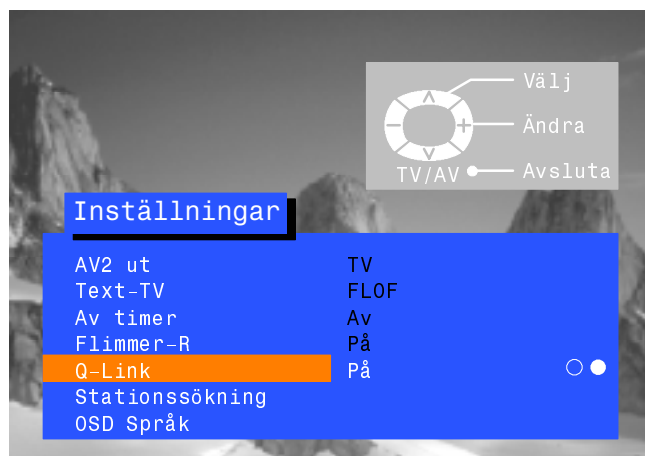 Välj
Ändra
TV/AV Avsluta
Inställningar
AV2 ut TV
Text-TV FLOF
Av timer Av
Flimmer-R På
Q-Link På
Stationssökning
OSD Språk